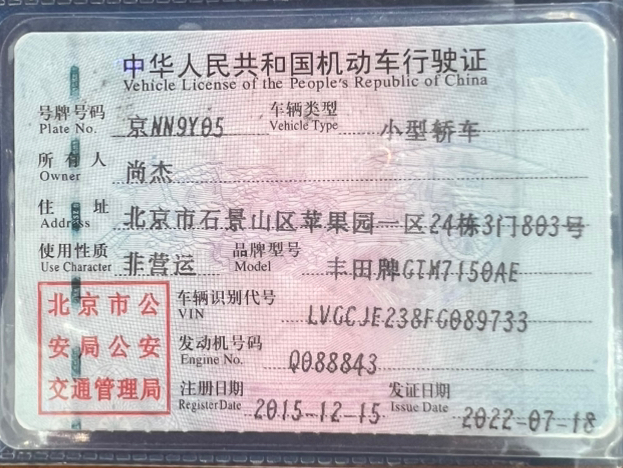 中华人民共和国机动车行驶证
Vehicle License of the People's Republic of China
号牌号码 京NN9Y05 车辆类型 小型轿车
Plate No. Vehicle Type
所有人 尚杰
Owner
住址 北京市石景山区苹果园一区24栋3门803号
Address
使用性质 非营运 品牌型号 丰田牌GTM7150AE
Use Character Model
北京市公 车辆识别代号 LVGCJE238FG089733
VIN
安局公安 发动机号码 Q088843
Engine No.
交通管理局 注册日期 2015-12-15 发证日期 2022-07-18
Register Date Issue Date